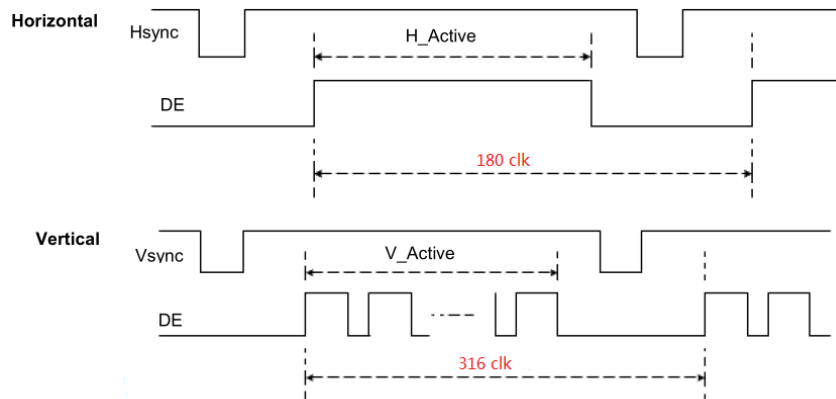 Horizontal
Hsync
H_Active
DE
180 clk
Vertical
Vsync
V_Active
DE
316 clk